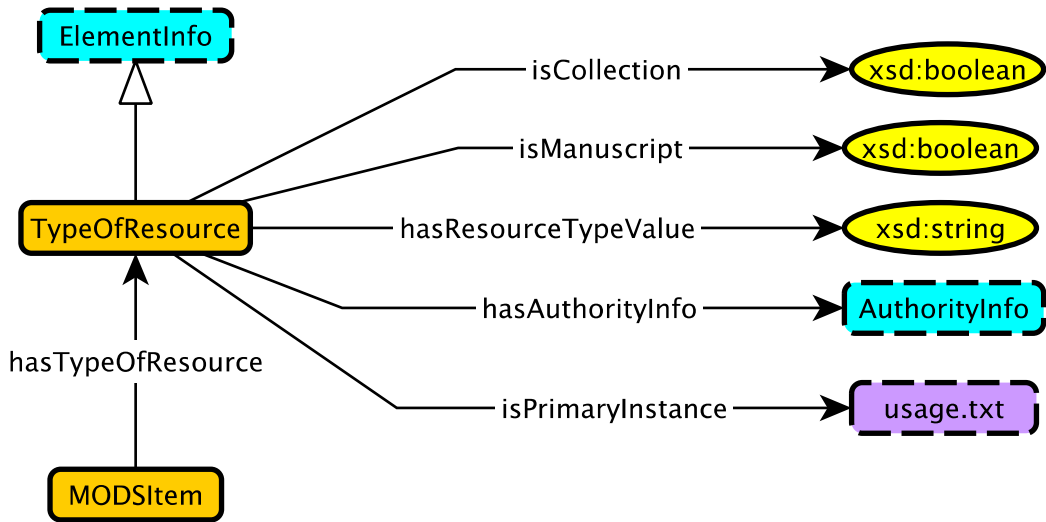 ElementInfo
isCollection
xsd:boolean
isManuscript
xsd:boolean
TypeOfResource
hasResourceTypeValue
xsd:string
hasAuthorityInfo
AuthorityInfo
hasTypeOfResource
isPrimaryInstance
usage.txt
MODSItem